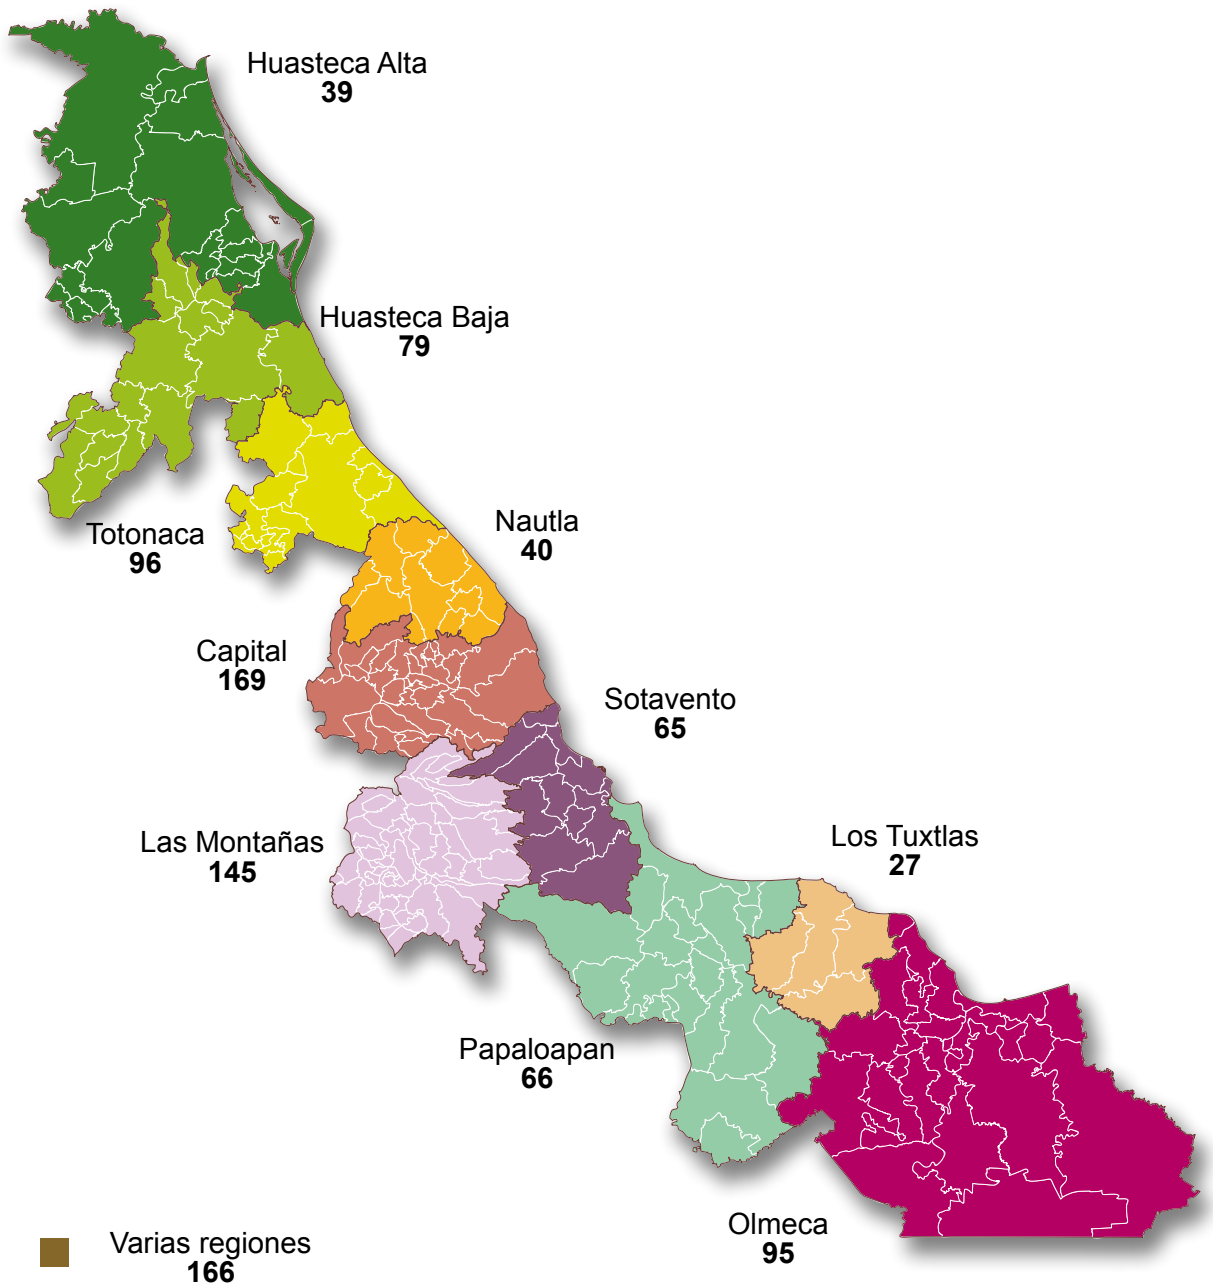 Huasteca Alta
39
Huasteca Baja
79
Totonaca
96
Nautla
40
Capital
169
Sotavento
65
Las Montañas
145
Los Tuxtlas
27
Papaloapan
66
Olmeca
95
Varias regiones
166